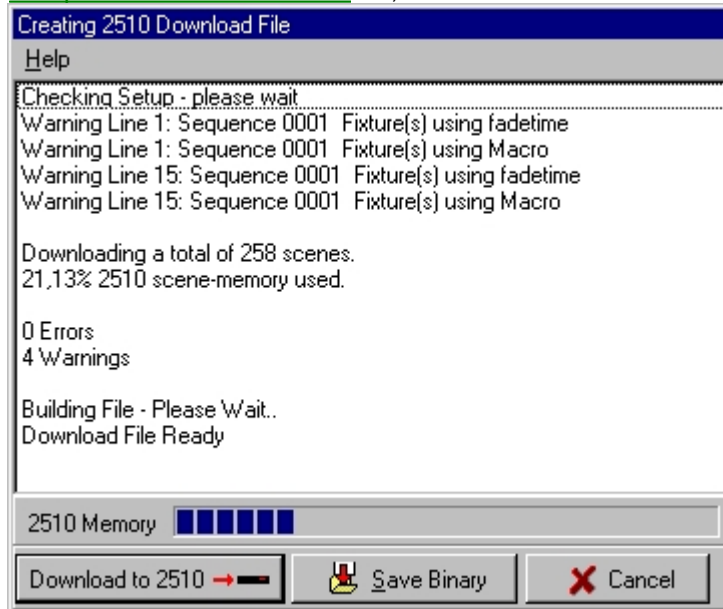 Creating 2510 Download File
Help
Checking Setup - please wait
Warning Line 1: Sequence 0001 Fixture(s) using fadetime
Warning Line 1: Sequence 0001 Fixture(s) using Macro
Warning Line 15: Sequence 0001 Fixture(s) using fadetime
Warning Line 15: Sequence 0001 Fixture(s) using Macro
Downloading a total of 258 scenes.
21,13% 2510 scene-memory used.
0 Errors
4 Warnings
Building File - Please Wait..
Download File Ready
2510 Memory
Download to 2510
Save Binary
Cancel